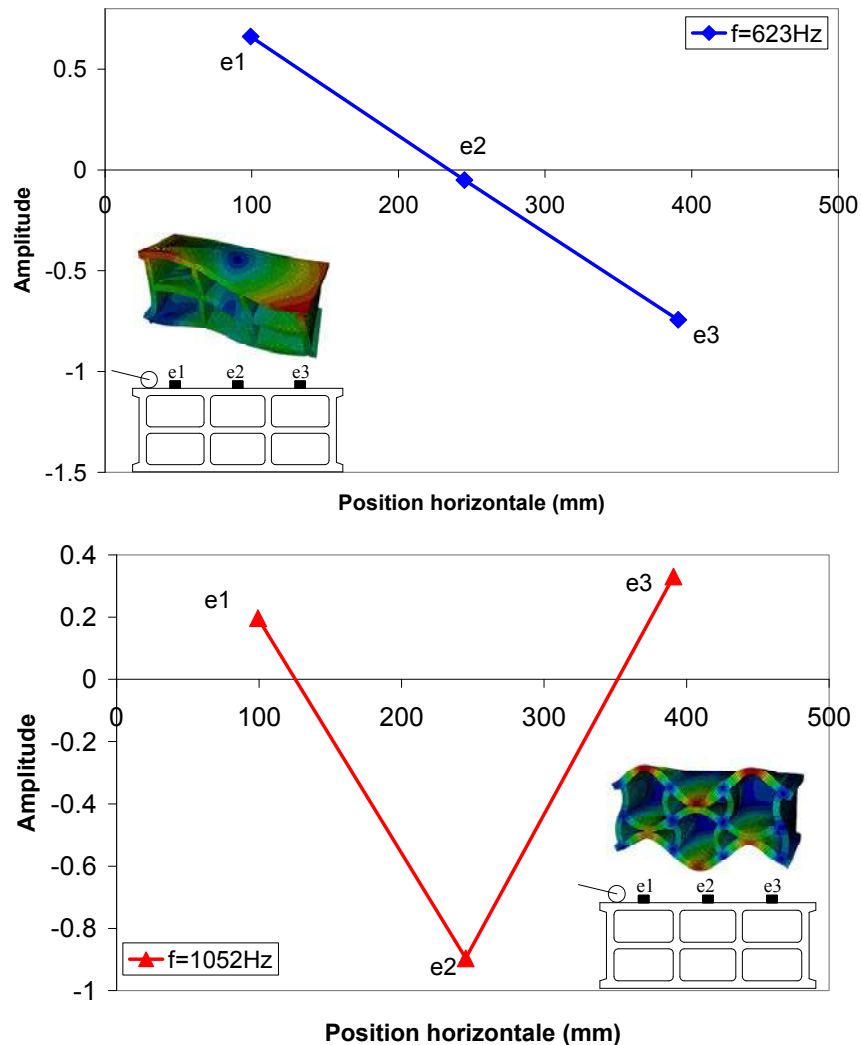 f=623Hz
0.5
e1
e2
0
0 100 200 300 400 500
Amplitude
-0.5
e3
e1 e2 e3
-1
-1.5
Position horizontale (mm)
0.4
e1
e3
0.2
0
0 100 200 300 400 500
-0.2
Amplitude
-0.4
-0.6
e1 e2 e3
-0.8
f=1052Hz
e2
-1
Position horizontale (mm)